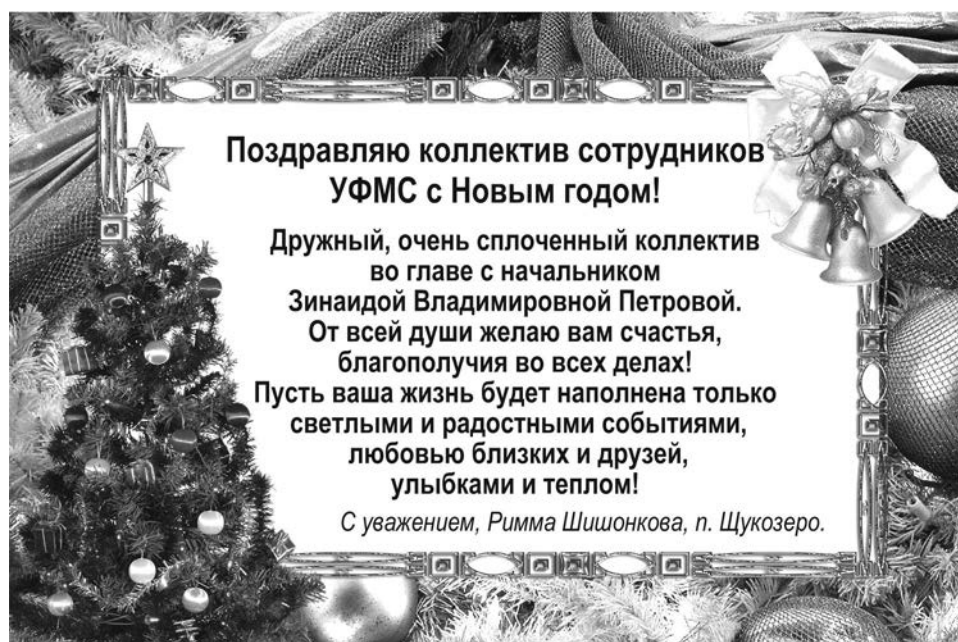 Поздравляю коллектив сотрудников
УФМС с Новым годом!
Дружный, очень сплоченный коллектив
во главе с начальником
Зинаидой Владимировной Петровой.
От всей души желаю вам счастья,
благополучия во всех делах!
Пусть ваша жизнь будет наполнена только
светлыми и радостными событиями,
любовью близких и друзей,
улыбками и теплом!
С уважением, Римма Шишонкова, п. Щукозеро.